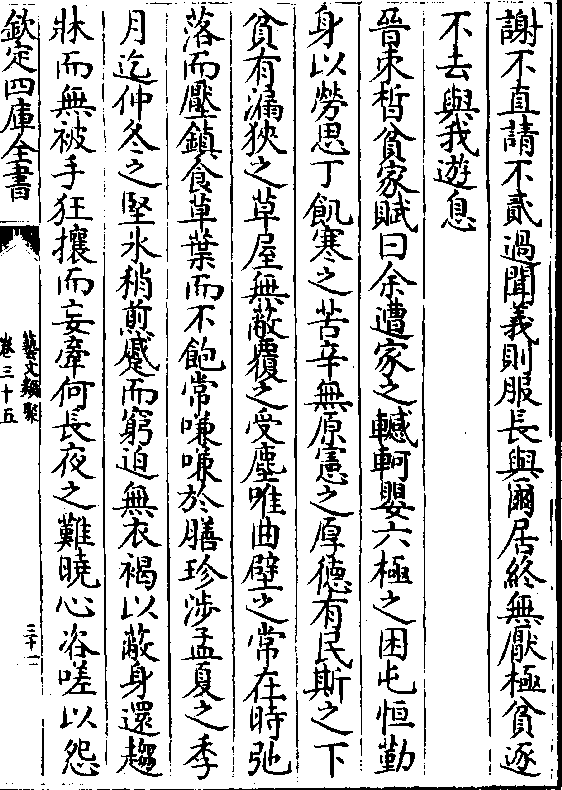 謝不直請不貳過聞義則服長與爾居終無厭極貧遂
不去與我遊息
晉束晳貧家賦曰余遭家之轗軻嬰六極之困屯恒勤
身以勞思丁飢寒之苦辛無原憲之厚德有民斯之下
貧有漏狹之草屋無蔽覆之受塵唯曲壁之常在時弛
落而壓鎮食草葉而不飽常嗛嗛於膳珍涉孟夏之季
月迄仲冬之堅氷稍煎蹙而窮迫無衣褐以蔽身還趨
牀而無被手狂攘而妄牽何長夜之難曉心咨嗟以怨
欽定四庫全書
藝文類聚
卷三十五
三十一